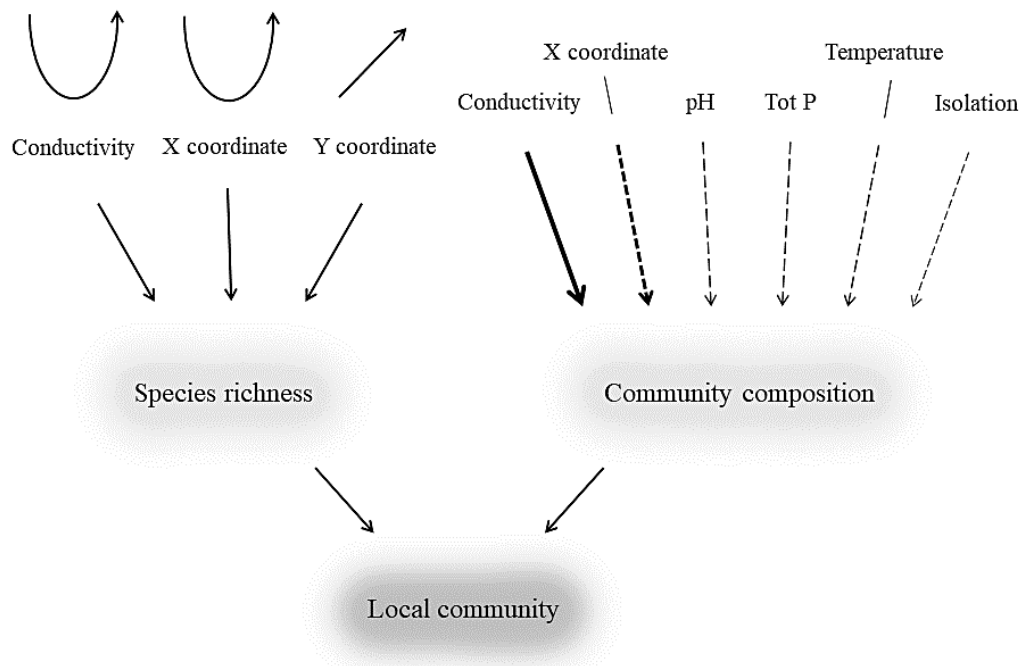 Conductivity
X coordinate
Y coordinate
X coordinate
Temperature
Conductivity
pH
Tot P
Isolation
Species richness
Community composition
Local community